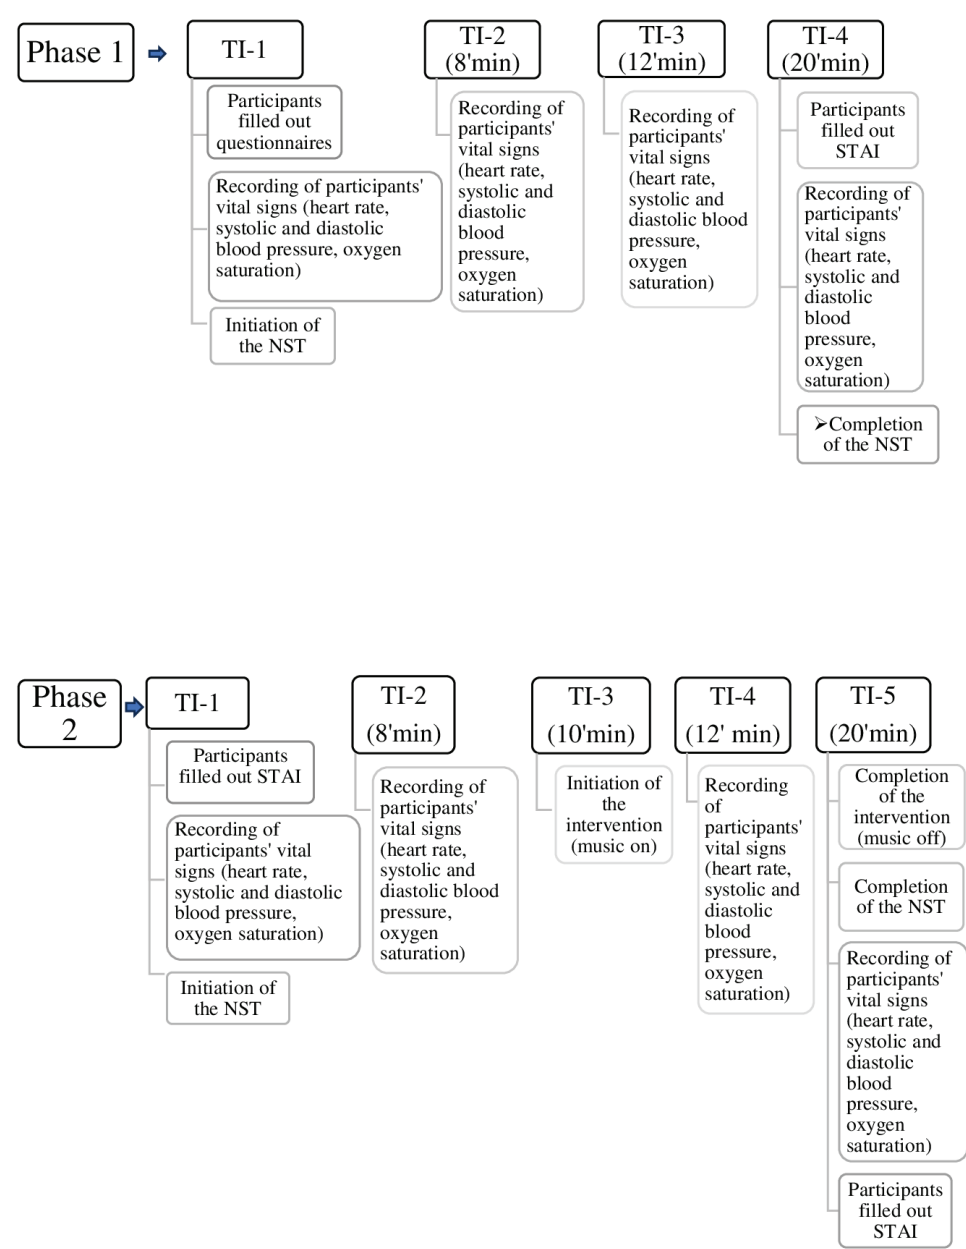 Phase 1
TI-1
Participants
filled out
questionnaires
Recording of participants'
vital signs (heart rate,
systolic and diastolic
blood pressure, oxygen
saturation)
Initiation of
the NST
TI-2
(8'min)
Recording of
participants'
vital signs
(heart rate,
systolic and
diastolic
blood
pressure,
oxygen
saturation)
TI-3
(12'min)
Recording of
participants'
vital signs
(heart rate,
systolic and
diastolic blood
pressure,
oxygen
saturation)
TI-4
(20'min)
Participants
filled out
STAI
Recording of
participants'
vital signs
(heart rate,
systolic and
diastolic
blood
pressure,
oxygen
saturation)
➢Completion
of the NST
Phase
2
TI-1
Participants
filled out STAI
Recording of
participants' vital
signs (heart rate,
systolic and diastolic
blood pressure,
oxygen saturation)
Initiation of
the NST
TI-2
(8'min)
Recording of
participants'
vital signs
(heart rate,
systolic and
diastolic blood
pressure,
oxygen
saturation)
TI-3
(10'min)
Initiation of
the
intervention
(music on)
TI-4
(12' min)
Recording
of
participants'
vital signs
(heart rate,
systolic and
diastolic
blood
pressure,
oxygen
saturation)
TI-5
(20'min)
Completion
of the
intervention
(music off)
Completion
of the NST
Recording of
participants'
vital signs
(heart rate,
systolic and
diastolic
blood
pressure,
oxygen
saturation)
Participants
filled out
STAI